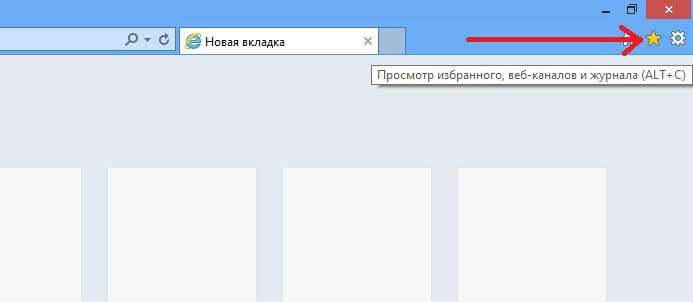 Новая вкладка
Просмотр избранного, веб-каналов и журнала (ALT+C)